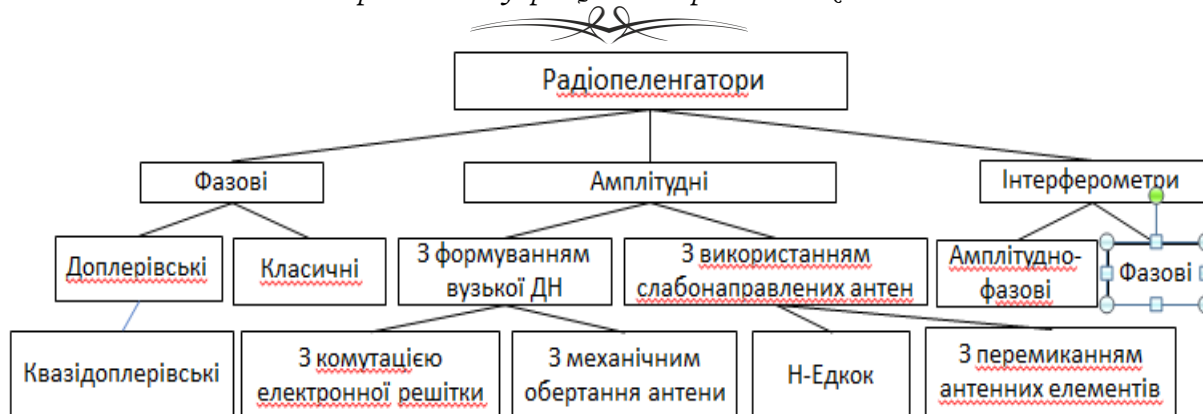 Радіопеленгатори
Фазові
Амплітудні
Інтерферометри
Доплерівські
Класичні
З формуванням
вузької ДН
З використанням
слабонаправлених антен
Амплітудно-
фазові
Фазові
Квазідоплерівські
З комутацією
електронної решітки
З механічним
обертання антени
Н-Едкок
З перемиканням
антенних елементів